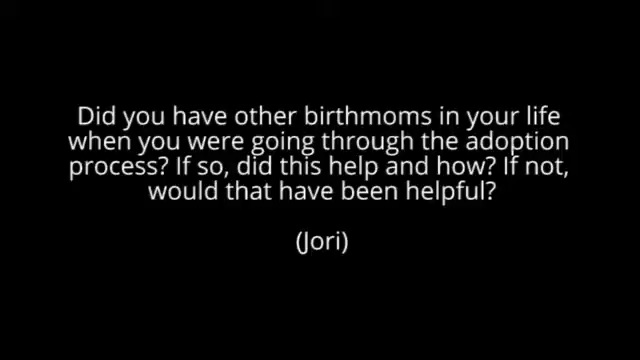 Did you have other birthmoms in your life
when you were going through the adoption
process? If so, did this help and how? If not,
would that have been helpful?
(Jori)